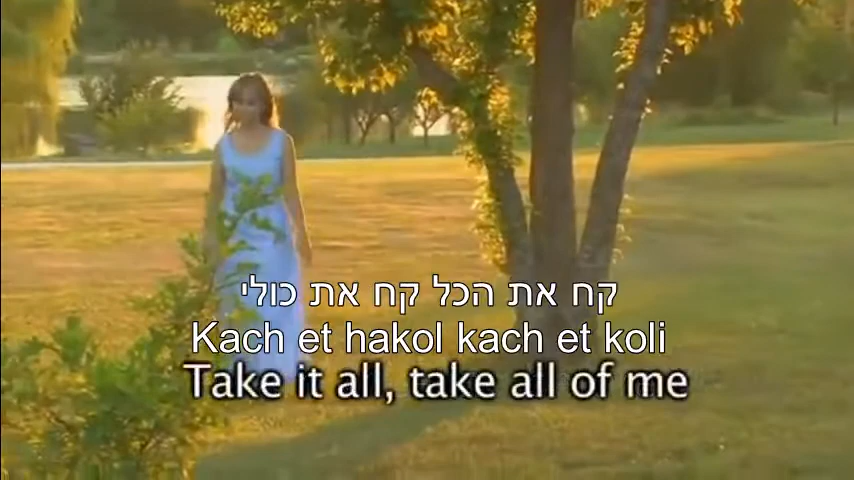 קח את הכל קח את כולי
Kach et hakol kach et koli
Take it all, take all of me